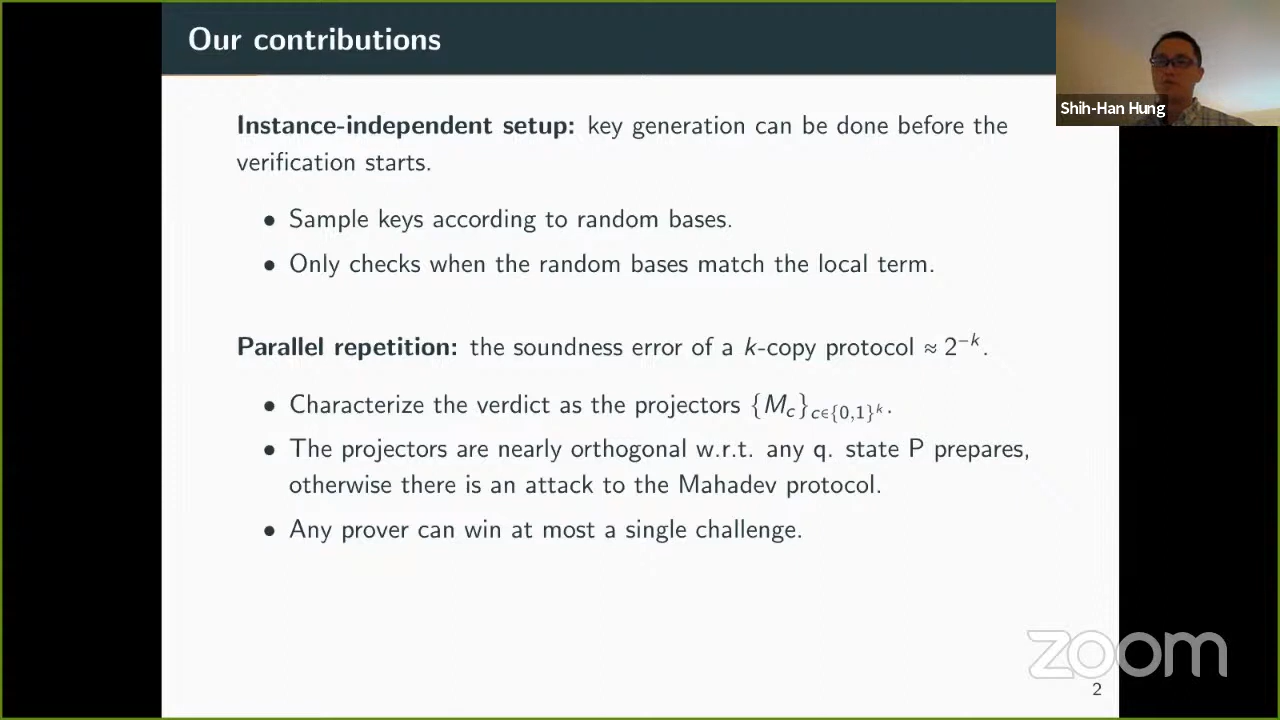 Our contributions
Shih-Han Hung
Instance-independent setup: key generation can be done before the
verification starts.
• Sample keys according to random bases.
• Only checks when the random bases match the local term.
Parallel repetition: the soundness error of a k-copy protocol ≈ 2^{−k}.
• Characterize the verdict as the projectors {M_c}_{c∈{0,1}^k}.
• The projectors are nearly orthogonal w.r.t. any q. state P prepares,
otherwise there is an attack to the Mahadev protocol.
• Any prover can win at most a single challenge.
zoom
2